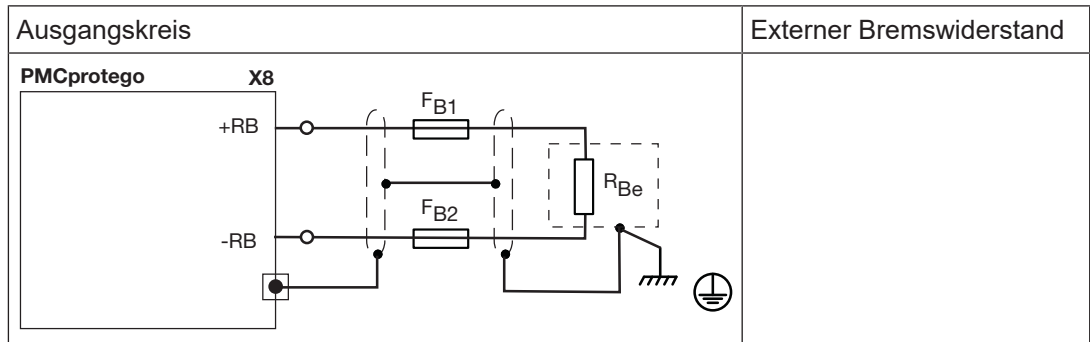 Ausgangskreis
Externer Bremswiderstand
PMCprotego X8
FB1
+RB
RBe
FB2
-RB